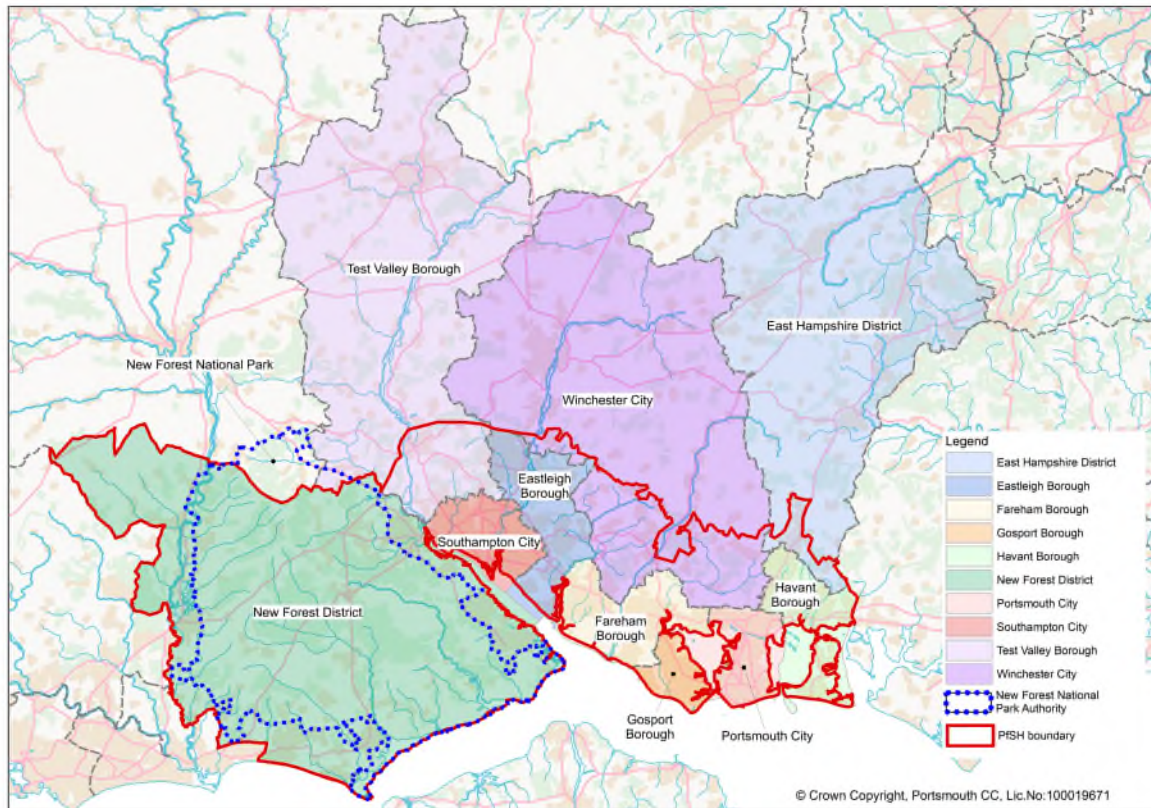 Test Valley Borough
East Hampshire District
New Forest National Park
Winchester City
Eastleigh
Borough
Southampton City
New Forest District
Fareham
Borough
Havant
Borough
Gosport
Borough
Portsmouth City
Legend
East Hampshire District
Eastleigh Borough
Fareham Borough
Gosport Borough
Havant Borough
New Forest District
Portsmouth City
Southampton City
Test Valley Borough
Winchester City
New Forest National
Park Authority
PfSH boundary
© Crown Copyright, Portsmouth CC, Lic.No:100019671